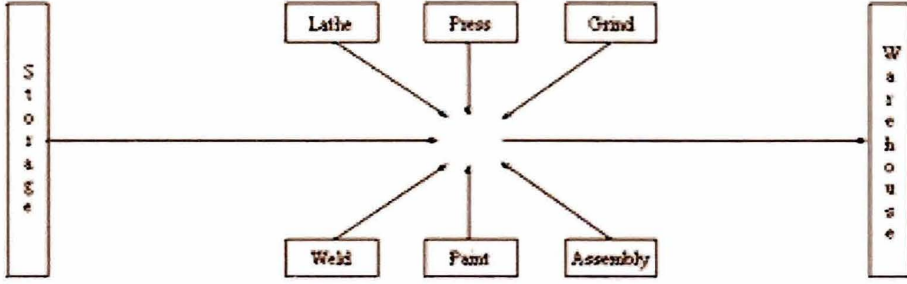 Lathe
Press
Grind
Storage
Warehouse
Weld
Paint
Assembly